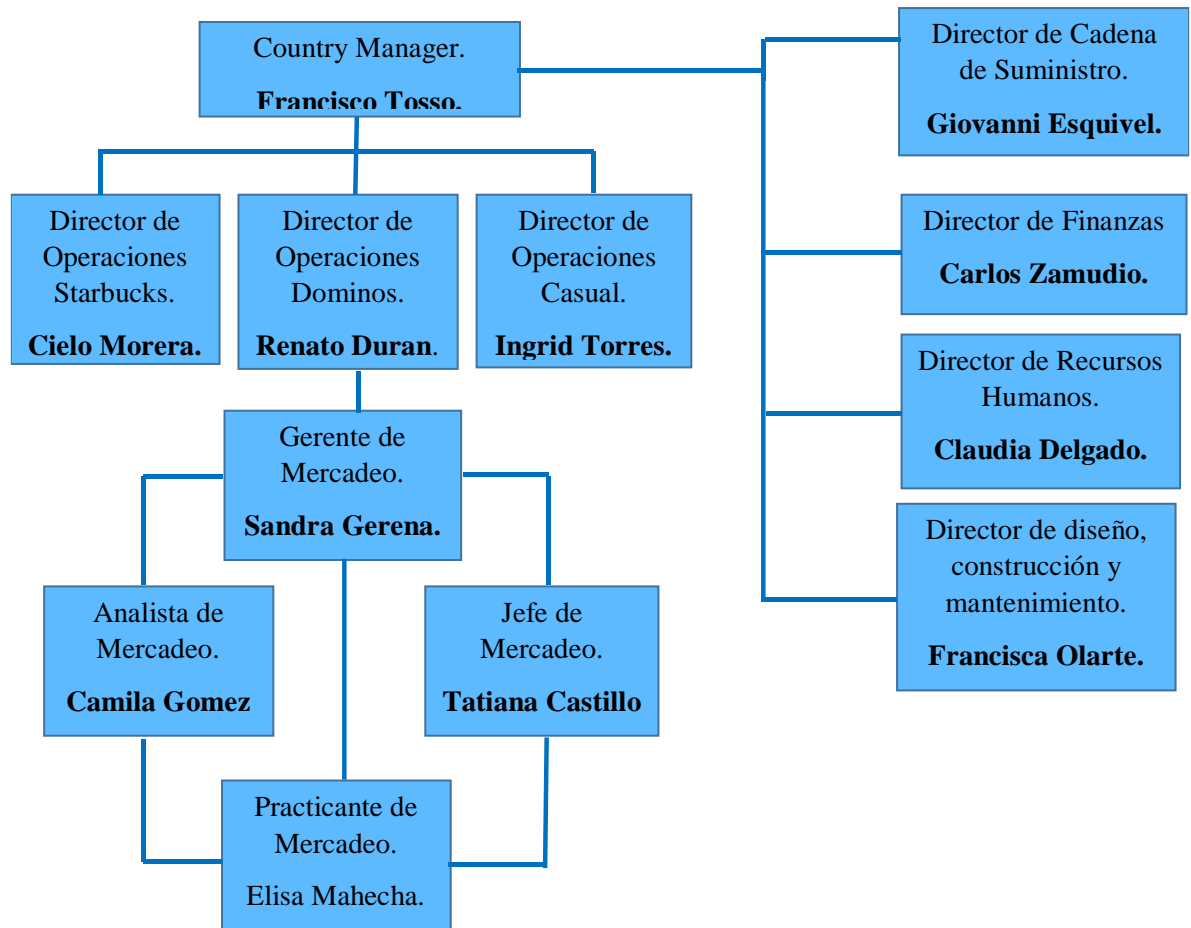 Country Manager.
Francisco Tosso.
Director de Cadena
de Suministro.
Giovanni Esquivel.
Director de
Operaciones
Starbucks.
Cielo Morera.
Director de
Operaciones
Dominos.
Renato Duran.
Director de
Operaciones
Casual.
Ingrid Torres.
Director de Finanzas
Carlos Zamudio.
Director de Recursos
Humanos.
Claudia Delgado.
Gerente de
Mercadeo.
Sandra Gerena.
Director de diseño,
construcción y
mantenimiento.
Francisca Olarte.
Analista de
Mercadeo.
Camila Gomez
Jefe de
Mercadeo.
Tatiana Castillo
Practicante de
Mercadeo.
Elisa Mahecha.